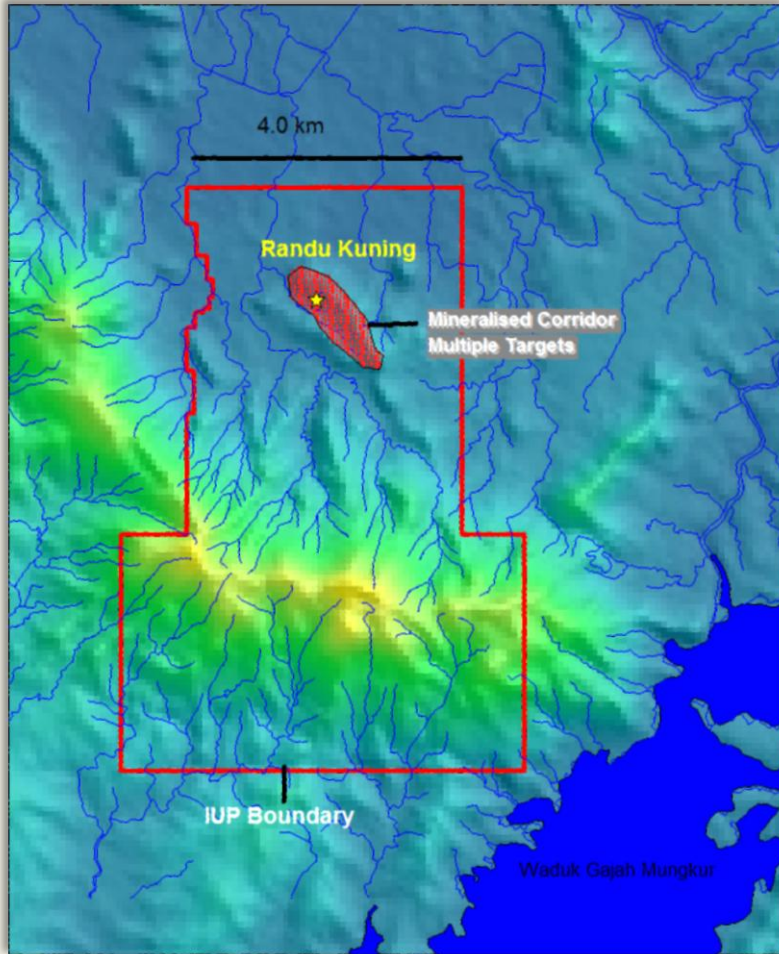 4.0 km
Randu Kuning
Mineralised Corridor
Multiple Targets
IUP Boundary
Waduk Gajah Mungkur